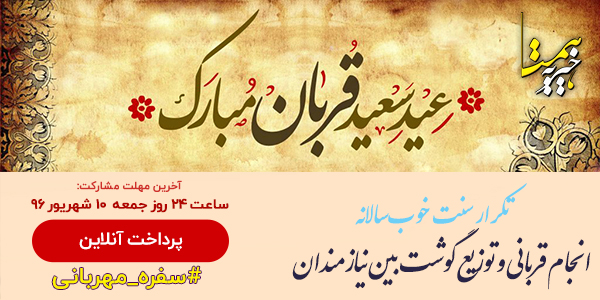 خیریه همت
عید سعید قربان مبارک
تکرار سنت خوب سالانه
انجام قربانی و توزیع گوشت بین نیازمندان
آخرین مهلت مشارکت:
ساعت ۲۴ روز جمعه ۱۰ شهریور ۹۶
پرداخت آنلاین
#سفره_مهربانی